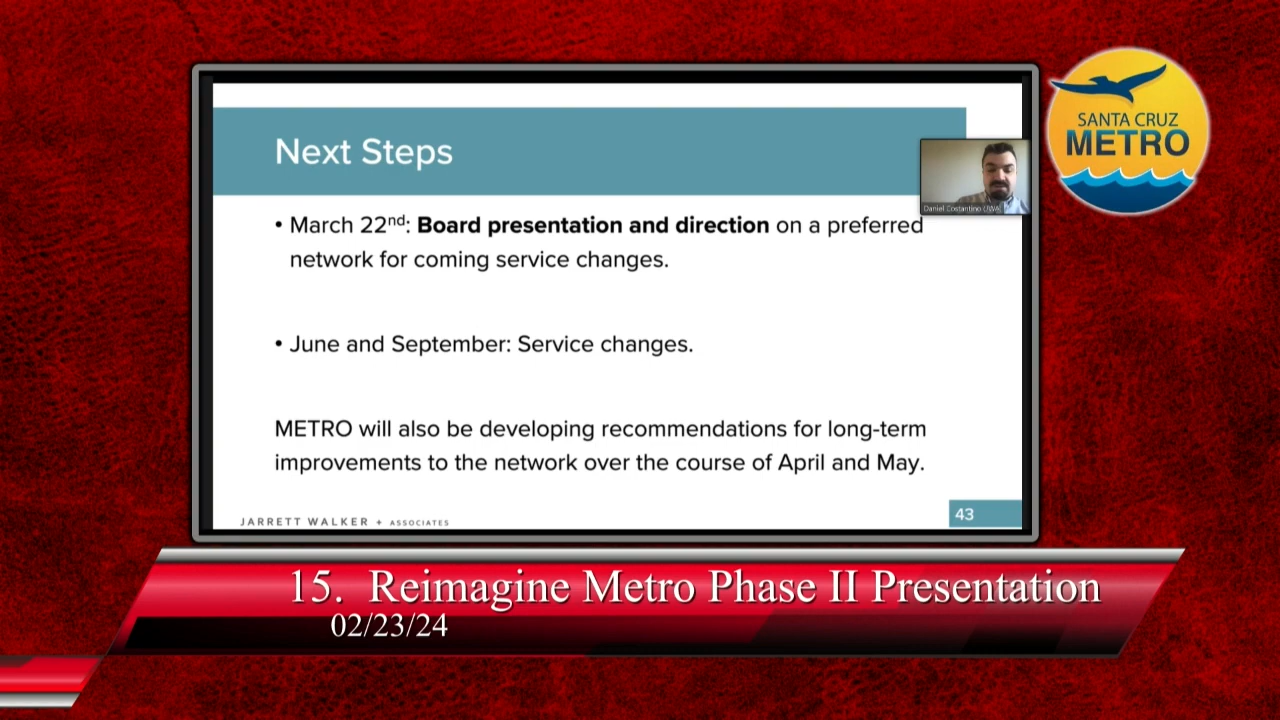 Next Steps
SANTA CRUZ
METRO
Daniel Costantino
• March 22nd: Board presentation and direction on a preferred
network for coming service changes.
• June and September: Service changes.
METRO will also be developing recommendations for long-term
improvements to the network over the course of April and May.
JARRETT WALKER + ASSOCIATES
43
15. Reimagine Metro Phase II Presentation
02/23/24